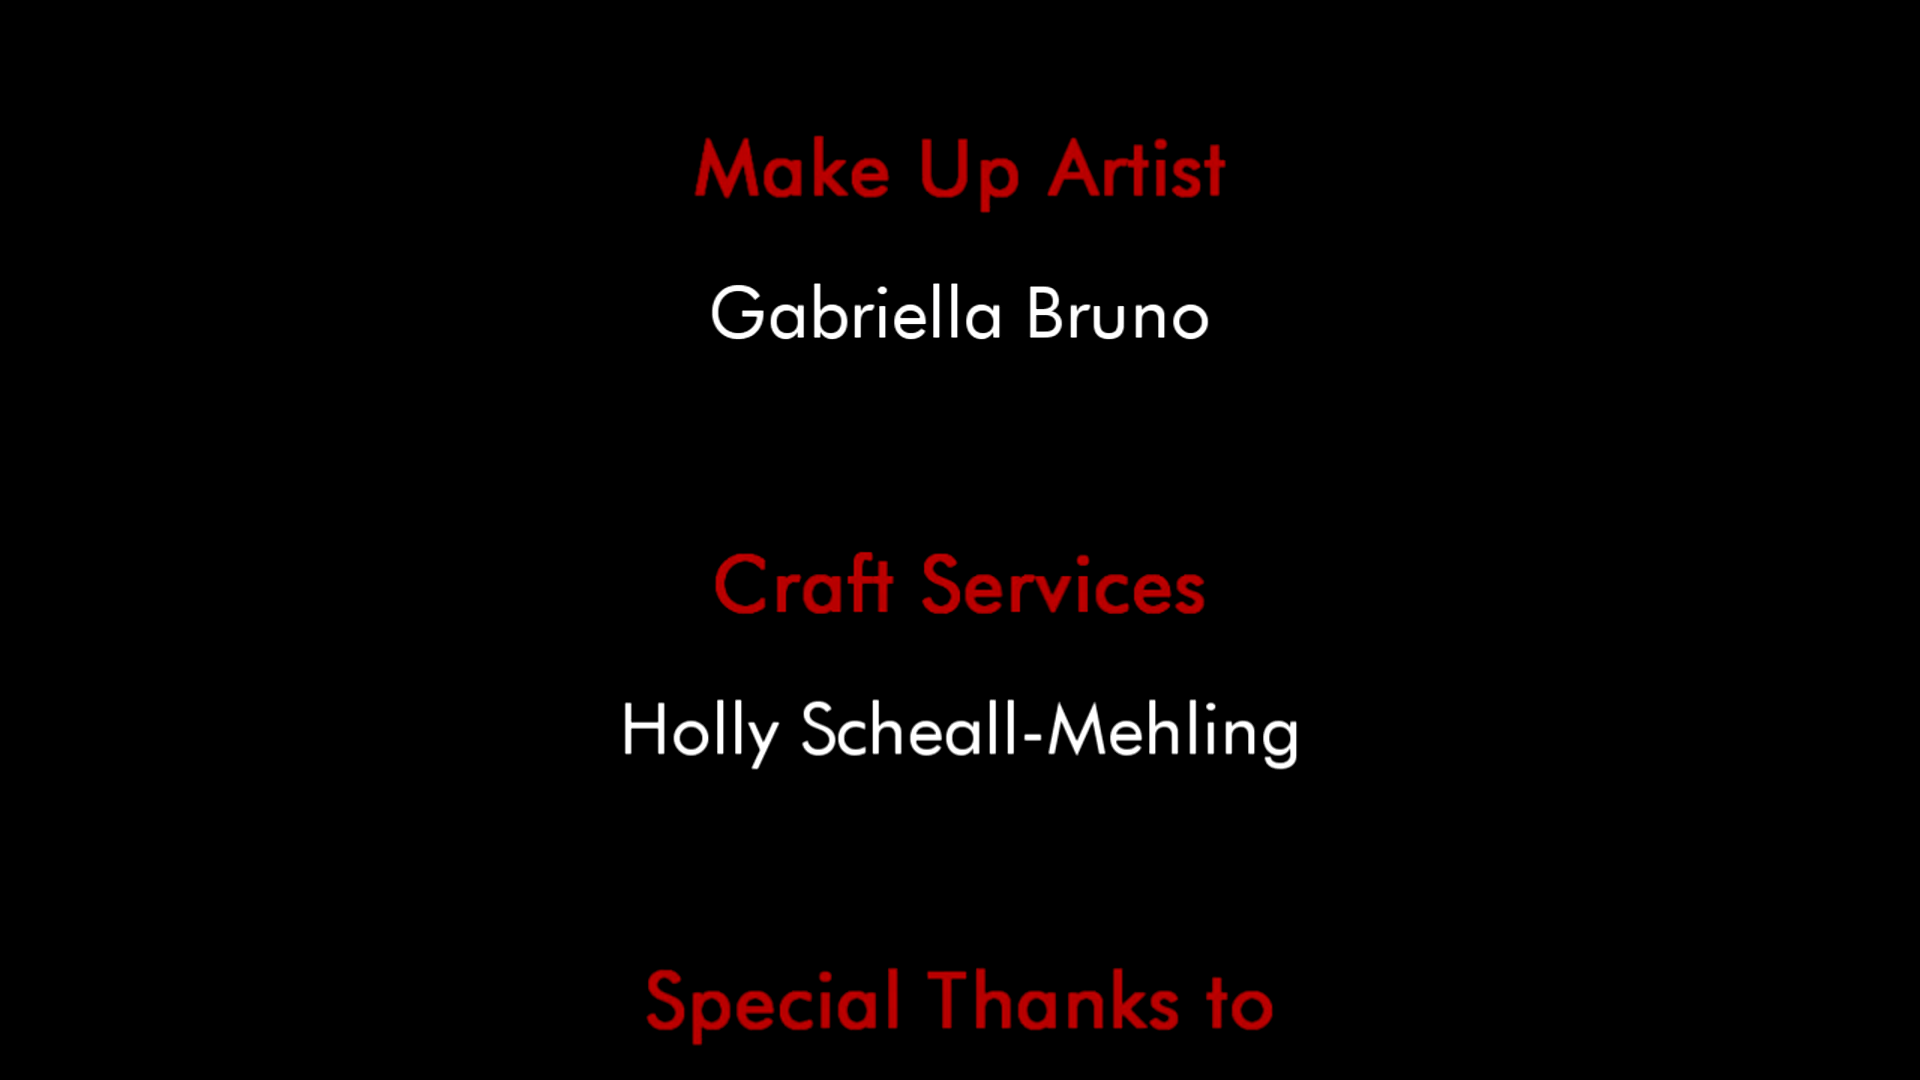 Make Up Artist
Gabriella Bruno
Craft Services
Holly Scheall-Mehling
Special Thanks to